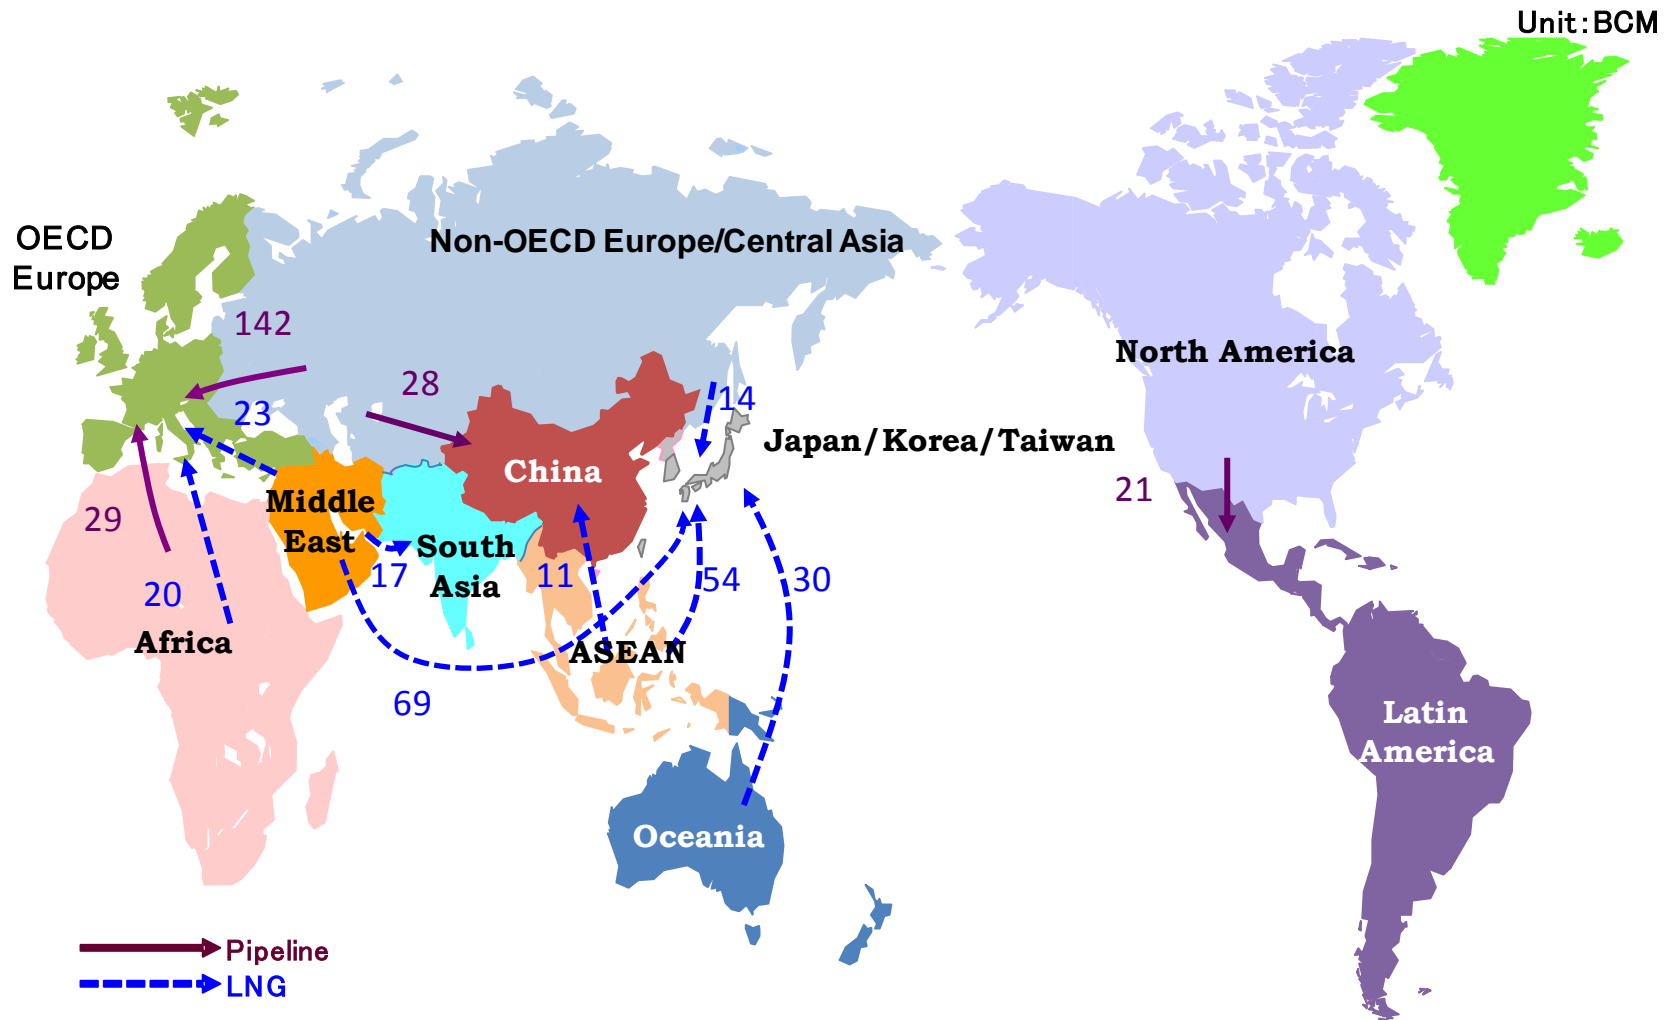 Unit:BCM
OECD
Europe
Non-OECD Europe/Central Asia
142
North America
28
14
23
Japan/Korea/Taiwan
China
21
Middle
East
29
South
Asia
17
11
54
30
20
Africa
ASEAN
69
Latin
America
Oceania
Pipeline
LNG